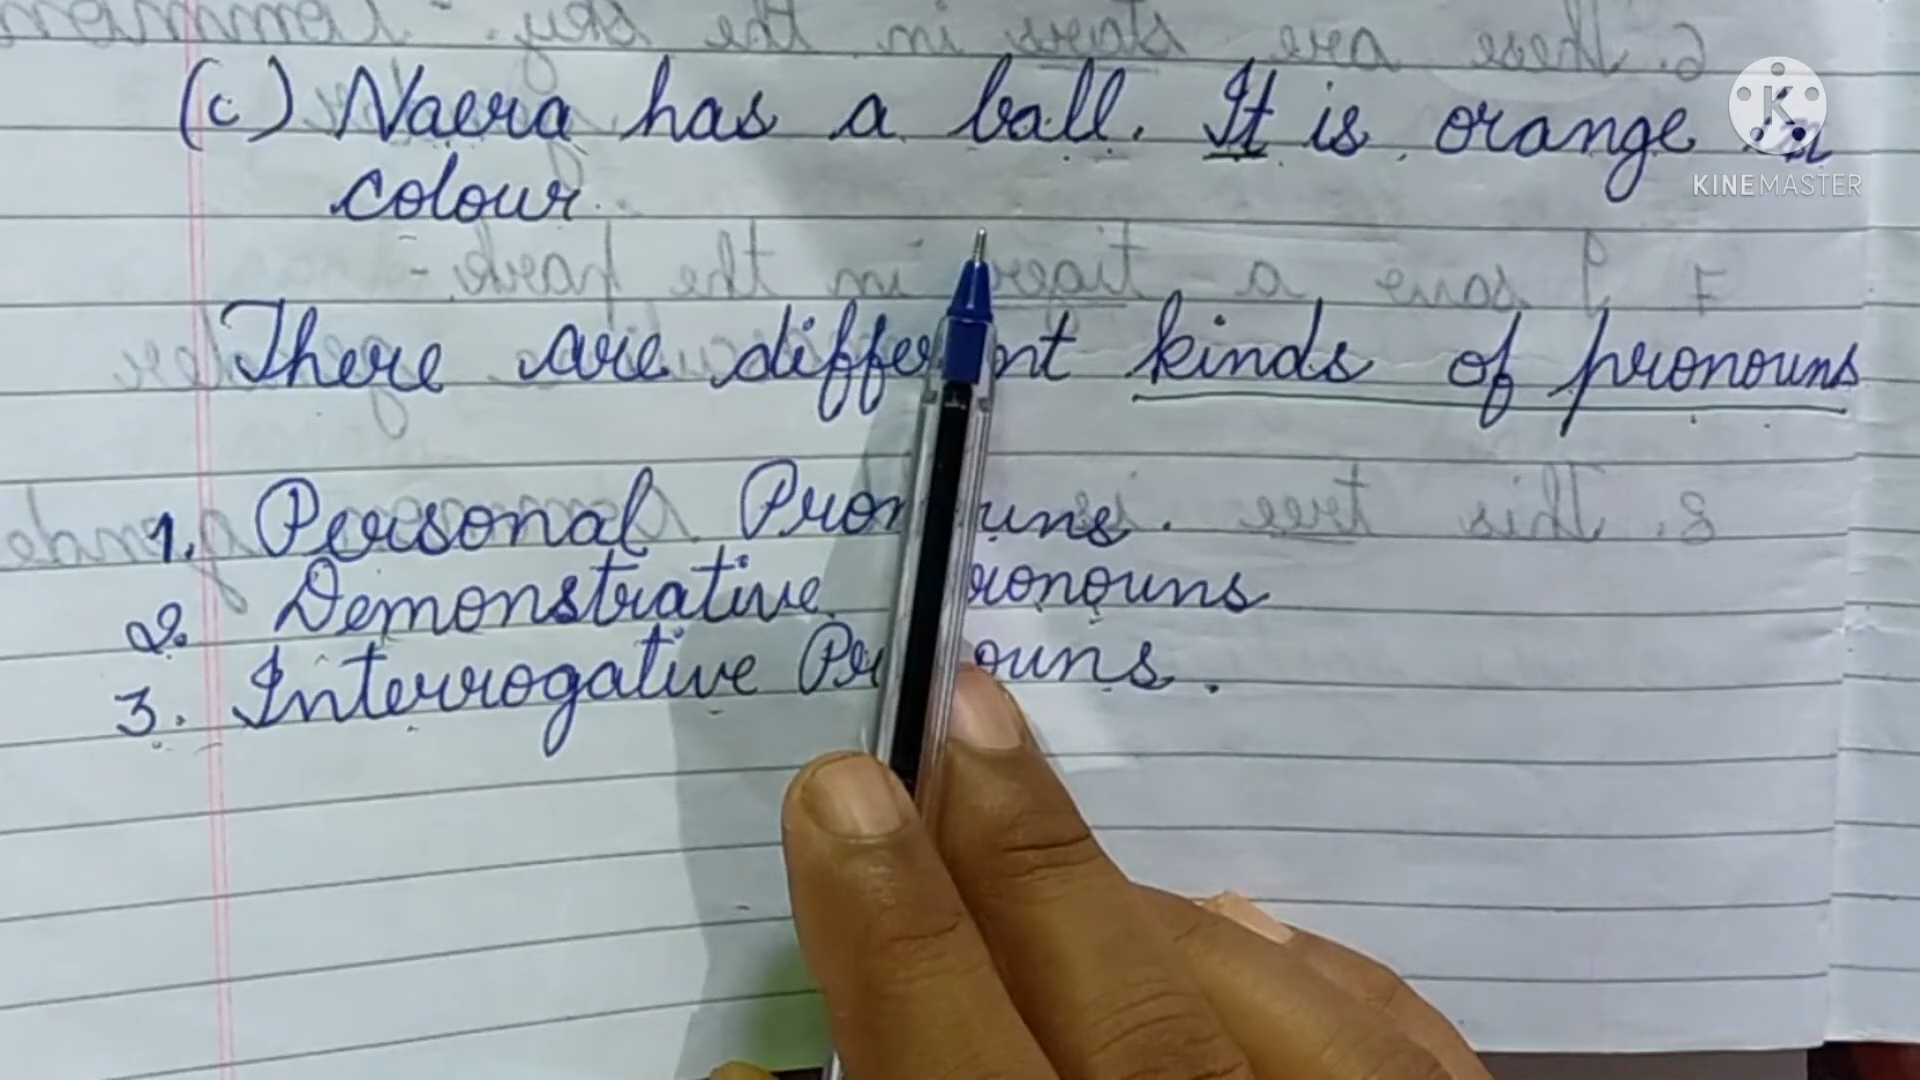 (c) Naera has a ball. It is orange in
colour.
There are different kinds of pronouns
1. Personal Pronouns.
2. Demonstrative Pronouns
3. Interrogative Pronouns.
KINEMASTER